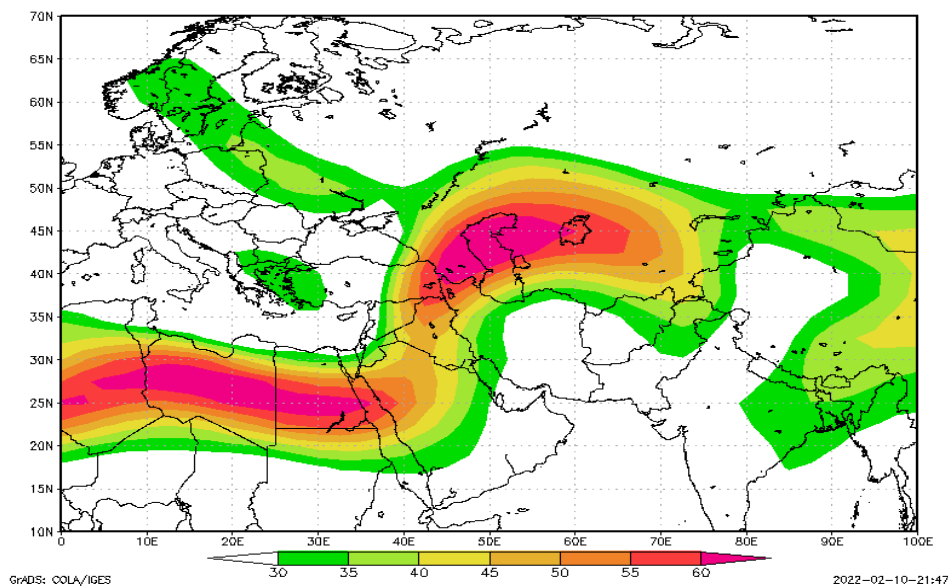 70N
65N
60N
55N
50N
45N
40N
35N
30N
25N
20N
15N
10N
0 10E 20E 30E 40E 50E 60E 70E 80E 90E 100E
30 35 40 45 50 55 60
GrADS: COLA/IGES 2022-02-10-21:47